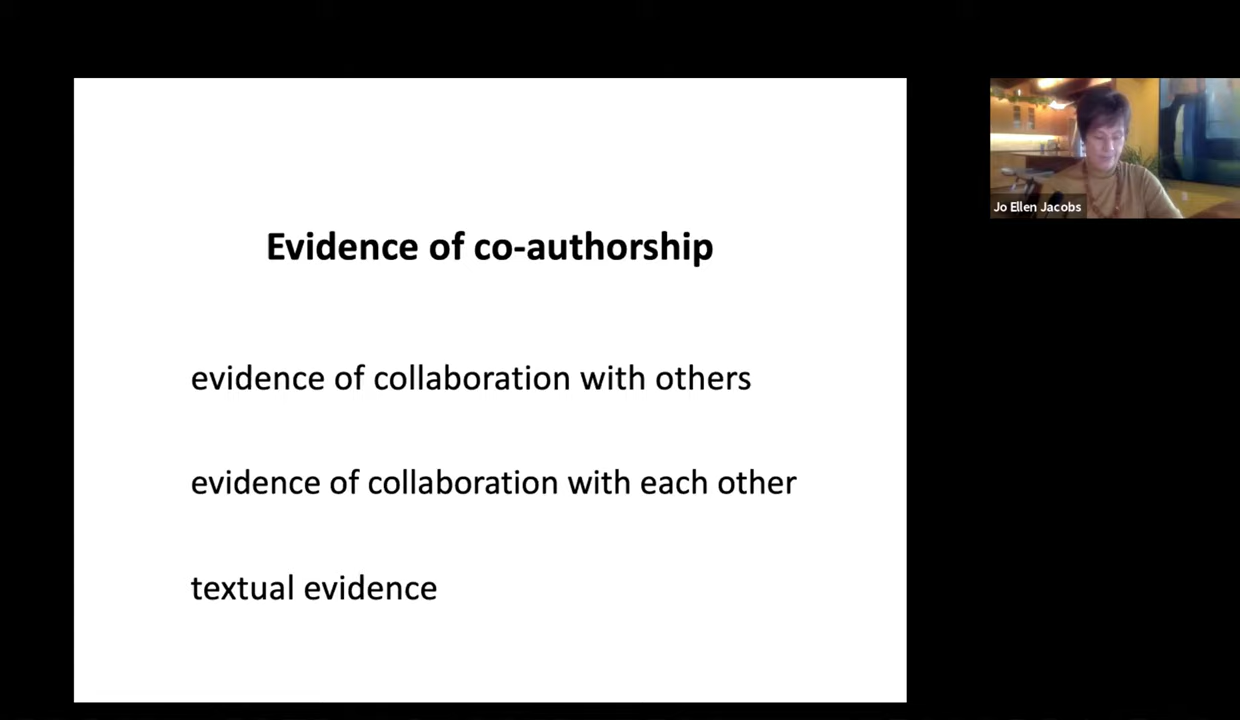 Evidence of co-authorship
evidence of collaboration with others
evidence of collaboration with each other
textual evidence
Jo Ellen Jacobs